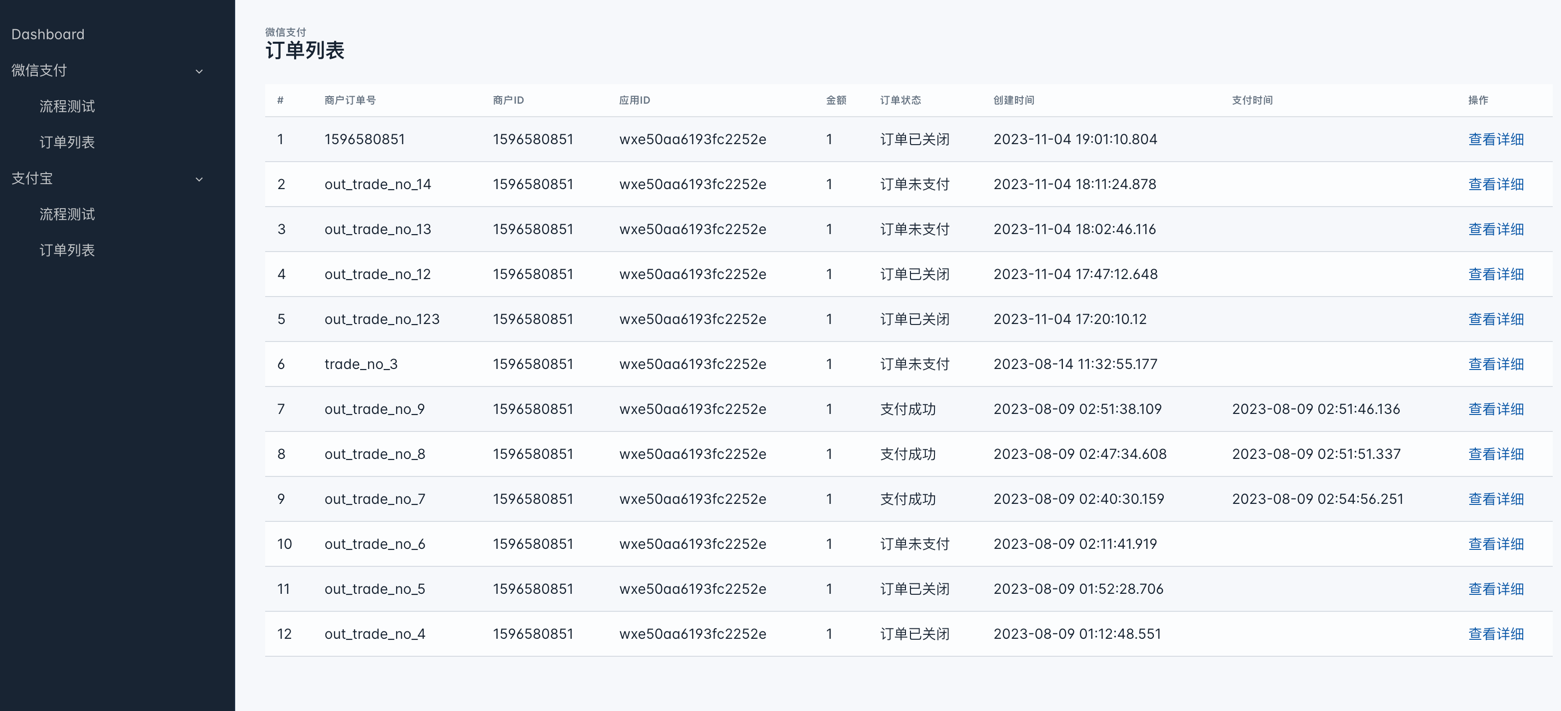 Dashboard
微信支付
流程测试
订单列表
支付宝
流程测试
订单列表
微信支付
订单列表
# 商户订单号 商户ID 应用ID 金额 订单状态 创建时间 支付时间 操作
1 1596580851 1596580851 wxe50aa6193fc2252e 1 订单已关闭 2023-11-04 19:01:10.804 查看详细
2 out_trade_no_14 1596580851 wxe50aa6193fc2252e 1 订单未支付 2023-11-04 18:11:24.878 查看详细
3 out_trade_no_13 1596580851 wxe50aa6193fc2252e 1 订单未支付 2023-11-04 18:02:46.116 查看详细
4 out_trade_no_12 1596580851 wxe50aa6193fc2252e 1 订单已关闭 2023-11-04 17:47:12.648 查看详细
5 out_trade_no_123 1596580851 wxe50aa6193fc2252e 1 订单已关闭 2023-11-04 17:20:10.12 查看详细
6 trade_no_3 1596580851 wxe50aa6193fc2252e 1 订单未支付 2023-08-14 11:32:55.177 查看详细
7 out_trade_no_9 1596580851 wxe50aa6193fc2252e 1 支付成功 2023-08-09 02:51:38.109 2023-08-09 02:51:46.136 查看详细
8 out_trade_no_8 1596580851 wxe50aa6193fc2252e 1 支付成功 2023-08-09 02:47:34.608 2023-08-09 02:51:51.337 查看详细
9 out_trade_no_7 1596580851 wxe50aa6193fc2252e 1 支付成功 2023-08-09 02:40:30.159 2023-08-09 02:54:56.251 查看详细
10 out_trade_no_6 1596580851 wxe50aa6193fc2252e 1 订单未支付 2023-08-09 02:11:41.919 查看详细
11 out_trade_no_5 1596580851 wxe50aa6193fc2252e 1 订单已关闭 2023-08-09 01:52:28.706 查看详细
12 out_trade_no_4 1596580851 wxe50aa6193fc2252e 1 订单已关闭 2023-08-09 01:12:48.551 查看详细